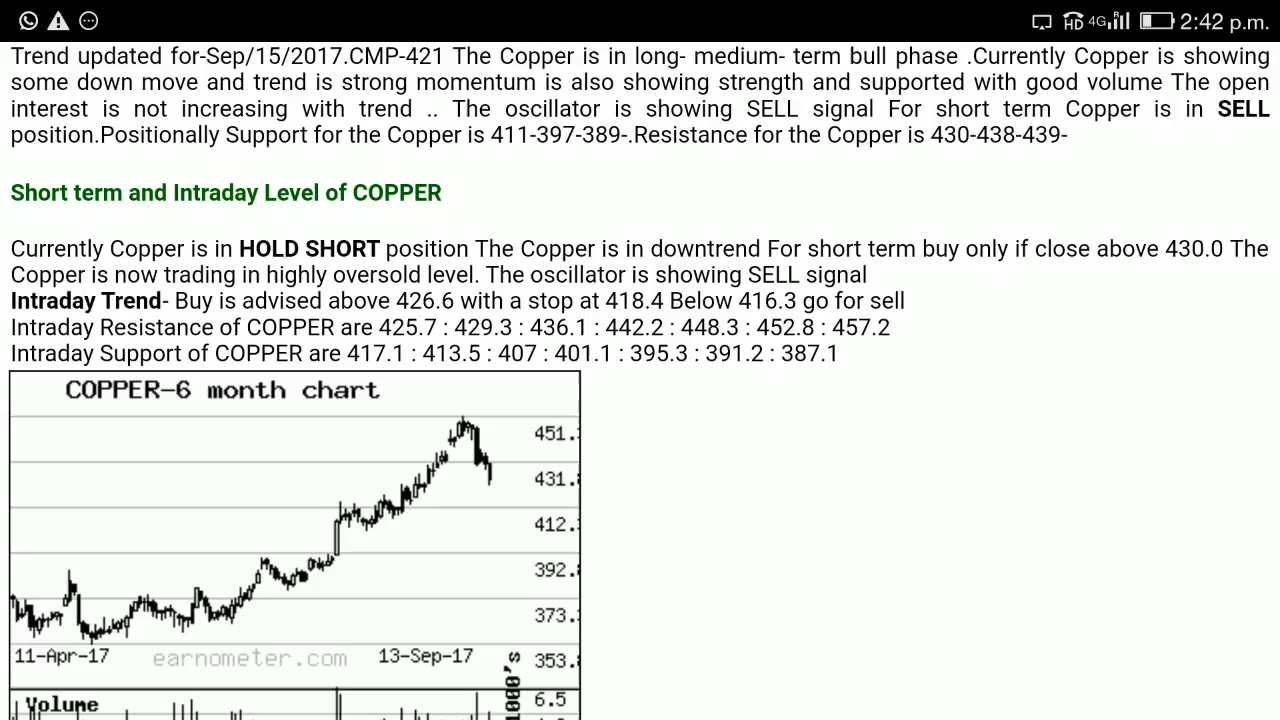 HD 4G R 2:42 p.m.
Trend updated for-Sep/15/2017.CMP-421 The Copper is in long- medium- term bull phase .Currently Copper is showing
some down move and trend is strong momentum is also showing strength and supported with good volume The open
interest is not increasing with trend .. The oscillator is showing SELL signal For short term Copper is in SELL
position.Positionally Support for the Copper is 411-397-389-.Resistance for the Copper is 430-438-439-
Short term and Intraday Level of COPPER
Currently Copper is in HOLD SHORT position The Copper is in downtrend For short term buy only if close above 430.0 The
Copper is now trading in highly oversold level. The oscillator is showing SELL signal
Intraday Trend- Buy is advised above 426.6 with a stop at 418.4 Below 416.3 go for sell
Intraday Resistance of COPPER are 425.7 : 429.3 : 436.1 : 442.2 : 448.3 : 452.8 : 457.2
Intraday Support of COPPER are 417.1 : 413.5 : 407 : 401.1 : 395.3 : 391.2 : 387.1
COPPER-6 month chart
451.
431.
412.
392.
373.
353.
11-Apr-17 earnometer.com 13-Sep-17
1000's
Volume
6.5